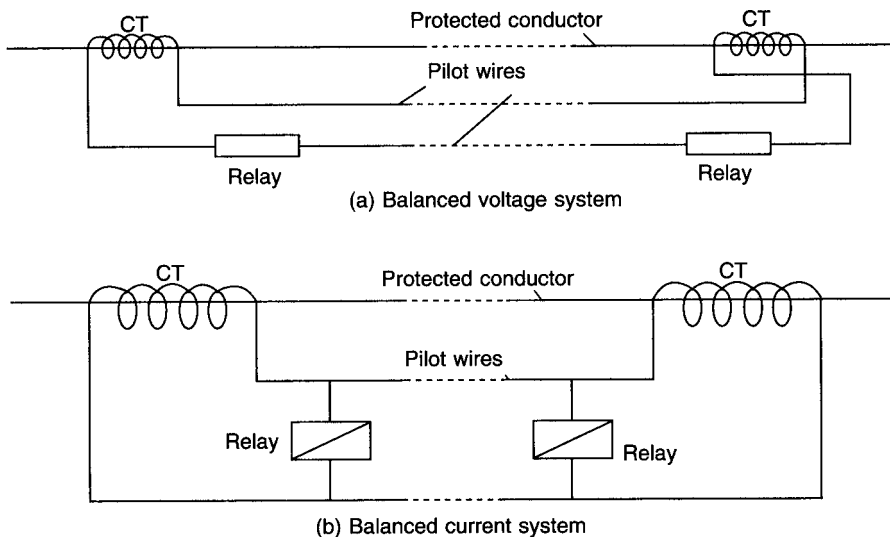 CT
Protected conductor
CT
Pilot wires
Relay
Relay
(a) Balanced voltage system
CT
Protected conductor
CT
Pilot wires
Relay
Relay
(b) Balanced current system